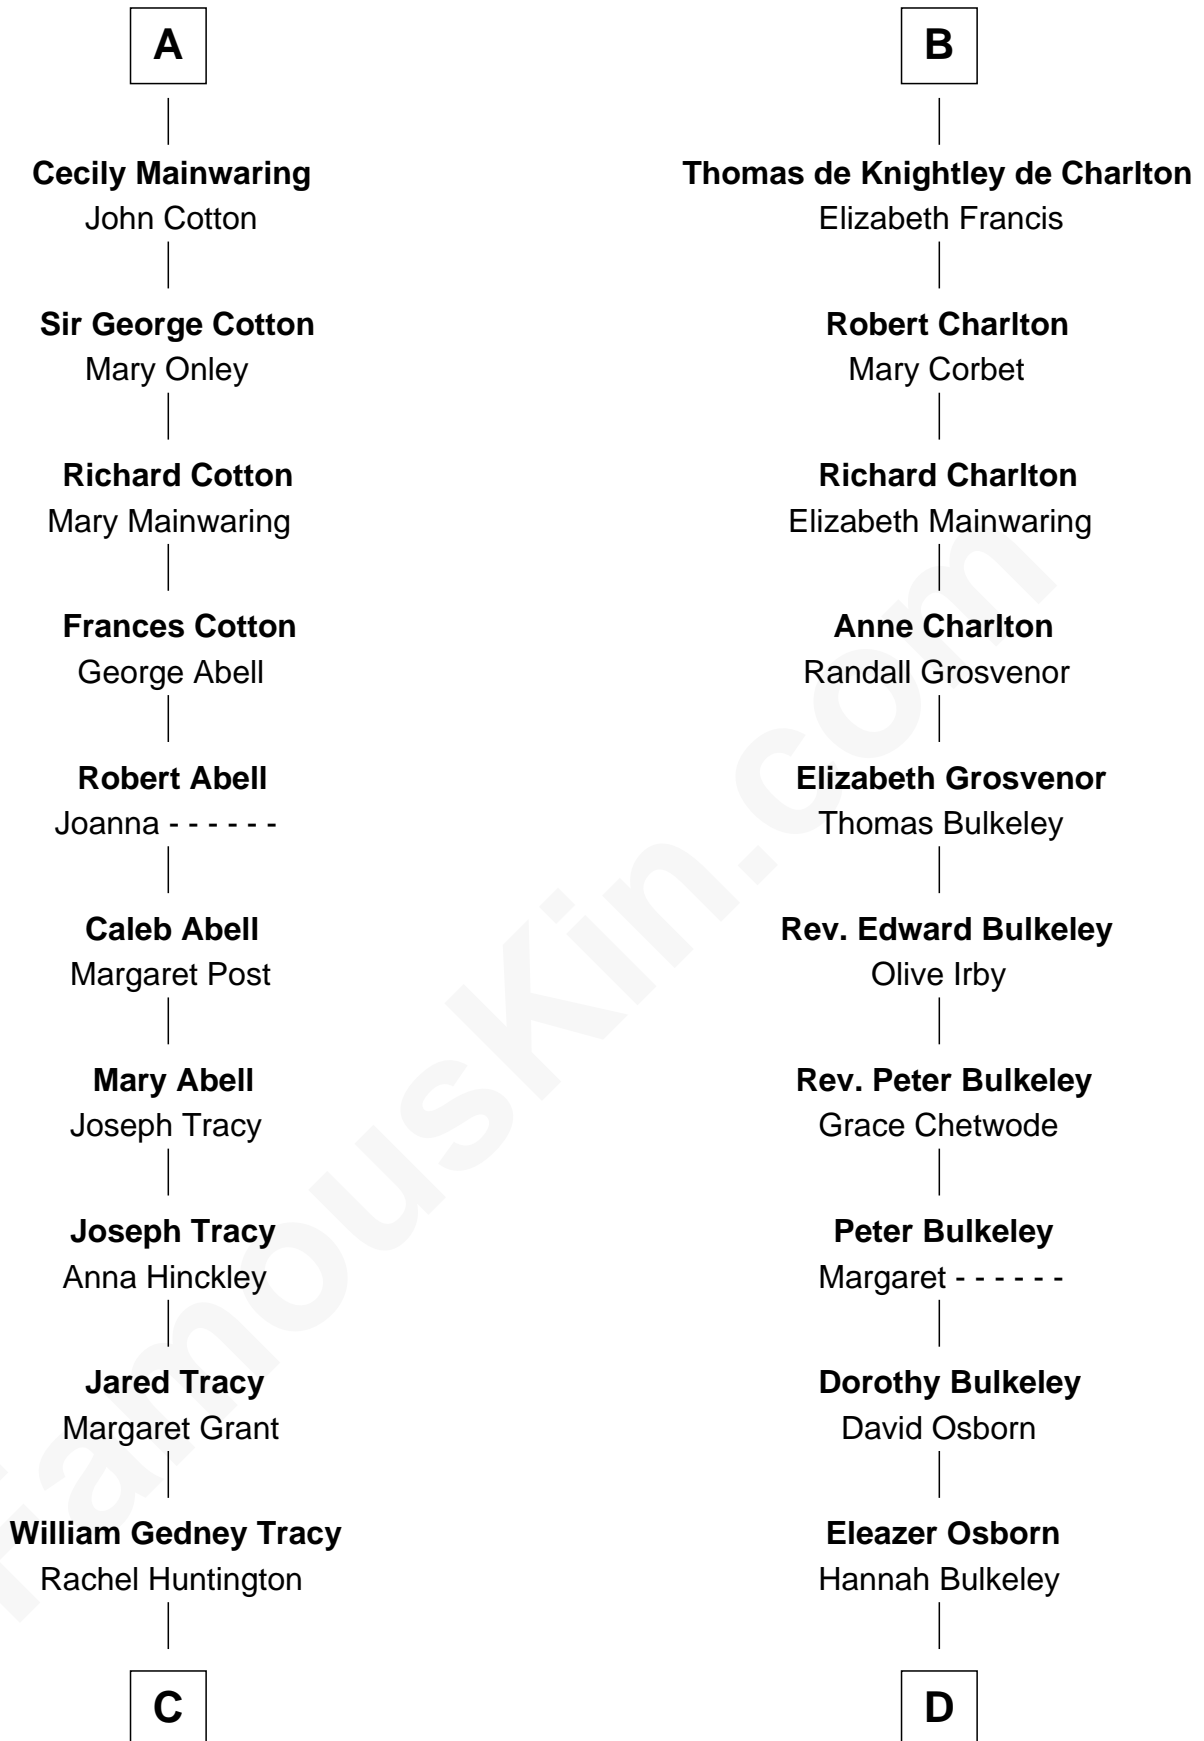 A
Cecily Mainwaring
John Cotton
Sir George Cotton
Mary Onley
Richard Cotton
Mary Mainwaring
Frances Cotton
George Abell
Robert Abell
Joanna - - - - - -
Caleb Abell
Margaret Post
Mary Abell
Joseph Tracy
Joseph Tracy
Anna Hinckley
Jared Tracy
Margaret Grant
William Gedney Tracy
Rachel Huntington
C
B
Thomas de Knightley de Charlton
Elizabeth Francis
Robert Charlton
Mary Corbet
Richard Charlton
Elizabeth Mainwaring
Anne Charlton
Randall Grosvenor
Elizabeth Grosvenor
Thomas Bulkeley
Rev. Edward Bulkeley
Olive Irby
Rev. Peter Bulkeley
Grace Chetwode
Peter Bulkeley
Margaret - - - - - -
Dorothy Bulkeley
David Osborn
Eleazer Osborn
Hannah Bulkeley
D
FamousKin.com